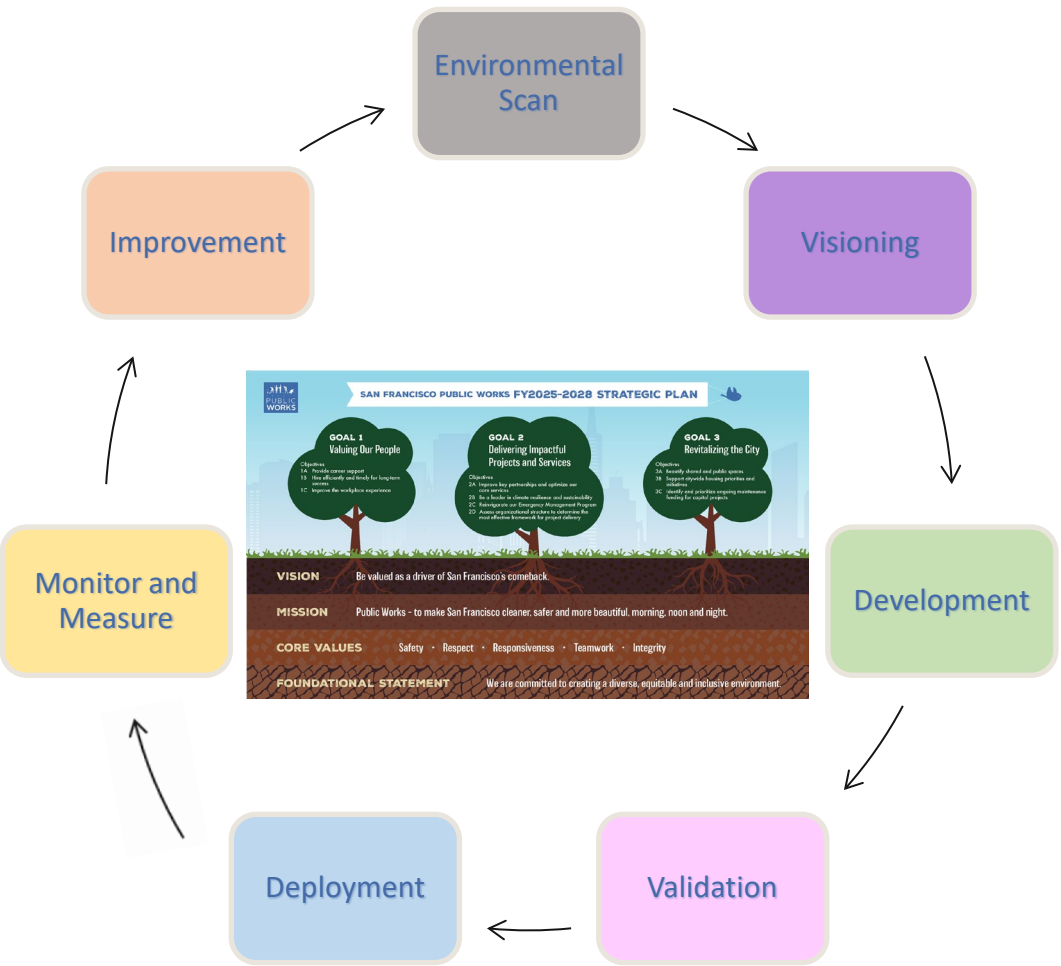 Environmental
Scan
Visioning
Development
Validation
Deployment
Monitor and
Measure
Improvement
PUBLIC
WORKS
SAN FRANCISCO PUBLIC WORKS FY2025-2028 STRATEGIC PLAN
GOAL 1
Valuing Our People
Objectives
1A Provide career support
1B Hire efficiently and timely for long-term
success
1C Improve the workplace experience
GOAL 2
Delivering Impactful
Projects and Services
Objectives
2A Improve key partnerships and optimize our
core services
2B Be a leader in climate resilience and sustainability
2C Reinvigorate our Emergency Management Program
2D Assess organizational structure to determine the
most effective framework for project delivery
GOAL 3
Revitalizing the City
Objectives
3A Beautify shared and public spaces
3B Support citywide housing priorities and
initiatives
3C Identify and prioritize ongoing maintenance
funding for capital projects
VISION Be valued as a driver of San Francisco's comeback.
MISSION Public Works - to make San Francisco cleaner, safer and more beautiful, morning, noon and night.
CORE VALUES Safety · Respect · Responsiveness · Teamwork · Integrity
FOUNDATIONAL STATEMENT We are committed to creating a diverse, equitable and inclusive environment.